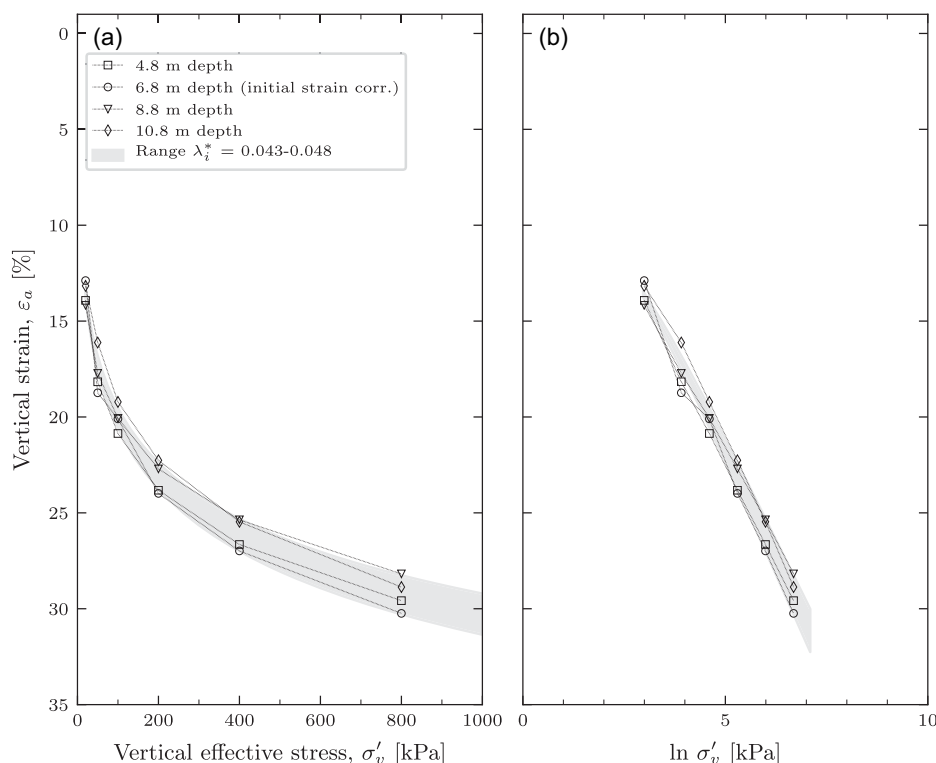 (a)
4.8 m depth
6.8 m depth (initial strain corr.)
8.8 m depth
10.8 m depth
Range λ*i = 0.043-0.048
0
5
10
15
20
25
30
35
Vertical strain, εa [%]
0
200
400
600
800
1000
Vertical effective stress, σ′v [kPa]
(b)
0
5
10
ln σ′v [kPa]